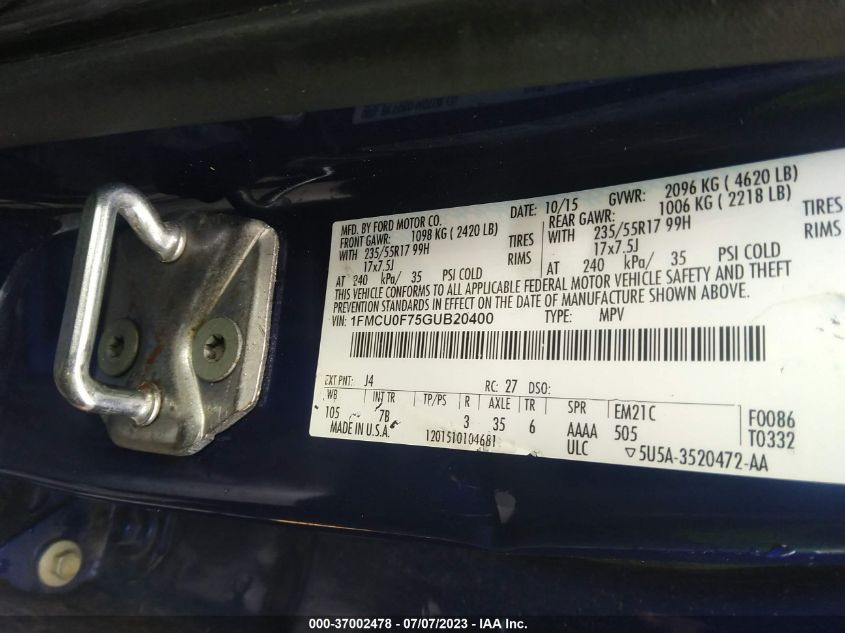 MFD. BY FORD MOTOR CO.
DATE: 10/15 GVWR: 2096 KG ( 4620 LB)
FRONT GAWR: 1098 KG ( 2420 LB)
REAR GAWR: 1006 KG ( 2218 LB)
WITH 235/55R17 99H TIRES
WITH 235/55R17 99H TIRES
17x7.5J RIMS
17x7.5J RIMS
AT 240 kPa/ 35 PSI COLD
AT 240 kPa/ 35 PSI COLD
THIS VEHICLE CONFORMS TO ALL APPLICABLE FEDERAL MOTOR VEHICLE SAFETY AND THEFT
PREVENTION STANDARDS IN EFFECT ON THE DATE OF MANUFACTURE SHOWN ABOVE.
VIN: 1FMCU0F75GUB20400 TYPE: MPV
EXT PNT: J4 RC: 27 DSO:
WB INT TR TP/PS R AXLE TR SPR EM21C F0086
105 7B 3 35 6 AAAA 505 T0332
MADE IN U.S.A. 1201510104681 ULC ▽5U5A-3520472-AA
000-37002478 - 07/07/2023 - IAA Inc.